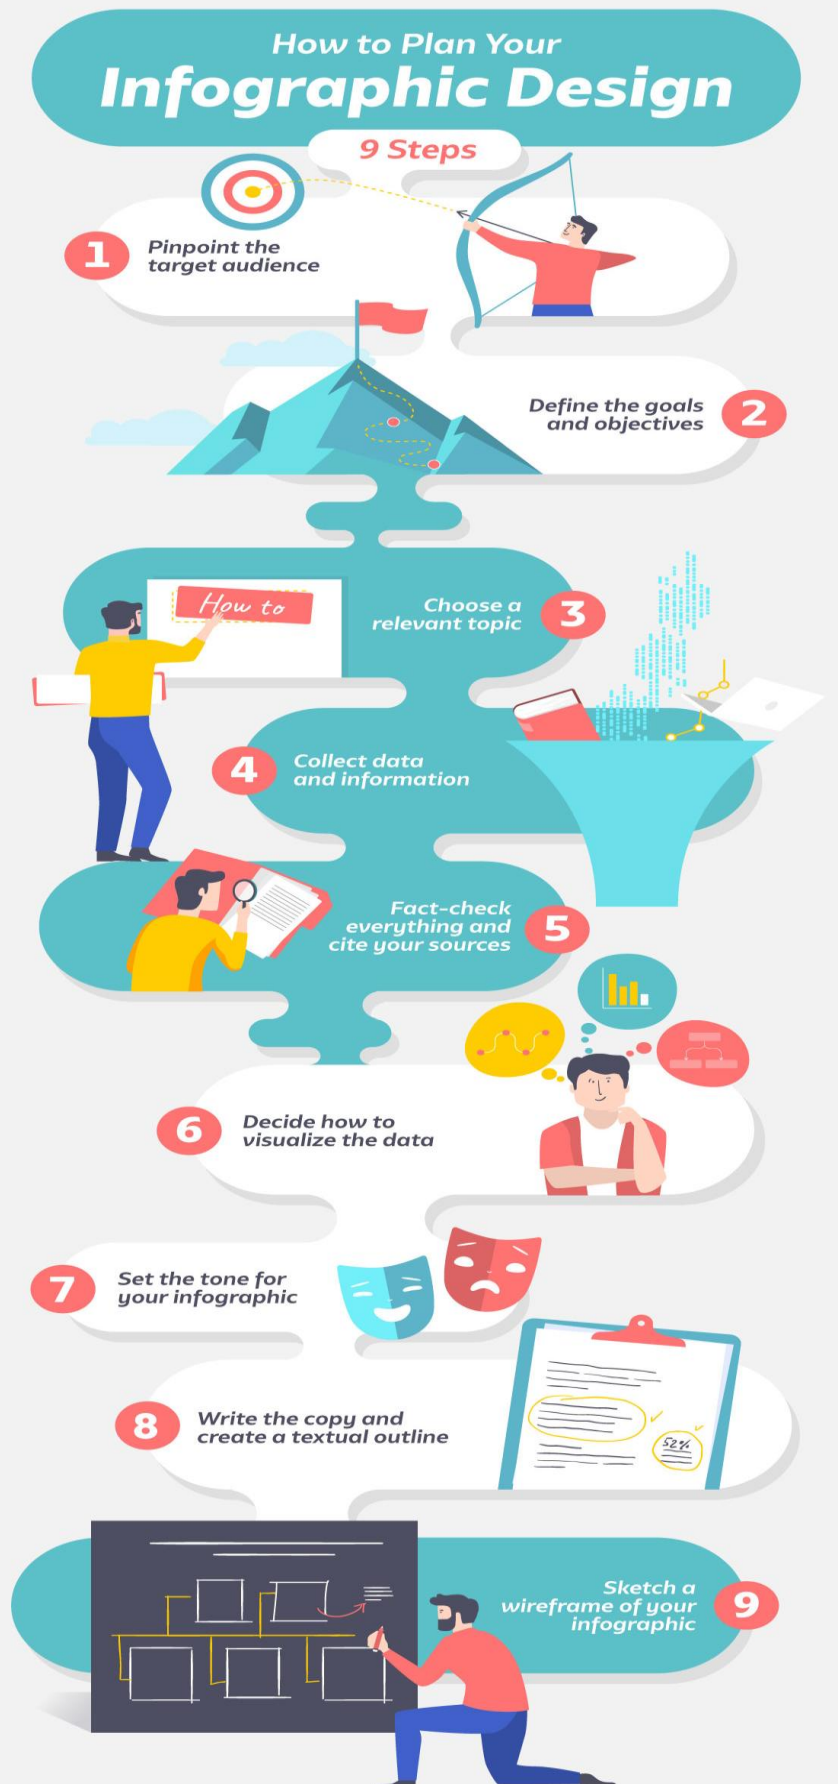 How to Plan Your
Infographic Design
9 Steps
1
Pinpoint the
target audience
Define the goals
and objectives
2
How to
Choose a
relevant topic
3
4
Collect data
and information
Fact-check
everything and
cite your sources
5
6
Decide how to
visualize the data
7
Set the tone for
your infographic
8
Write the copy and
create a textual outline
52%
Sketch a
wireframe of your
infographic
9